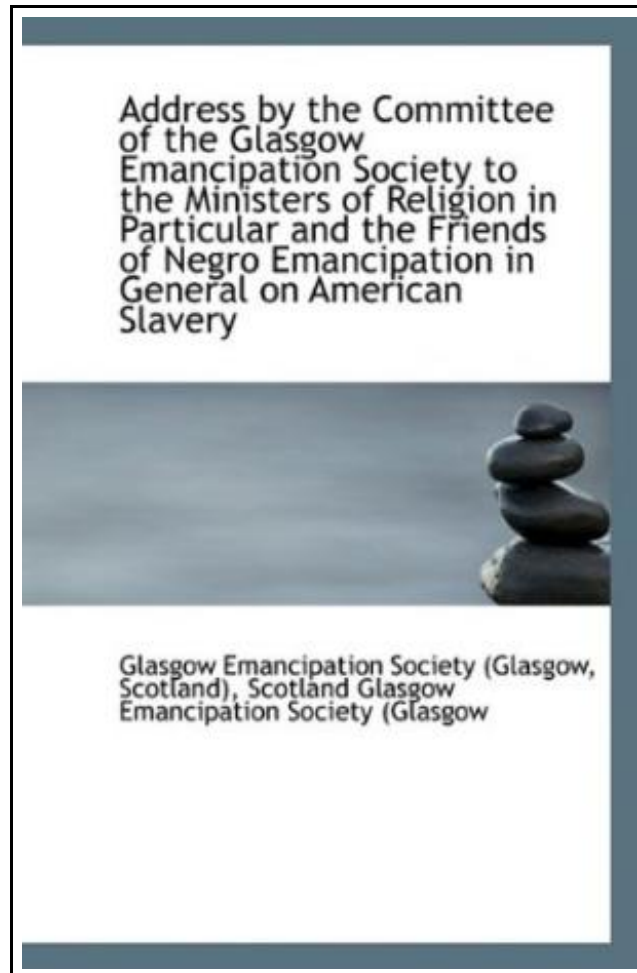 Address by the Committee
of the Glasgow
Emancipation Society to
the Ministers of Religion in
Particular and the Friends
of Negro Emancipation in
General on American
Slavery
Glasgow Emancipation Society (Glasgow,
Scotland), Scotland Glasgow
Emancipation Society (Glasgow